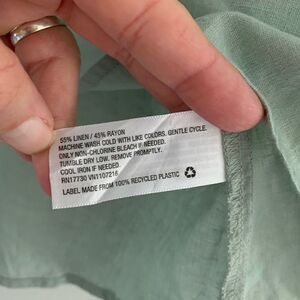 55% LINEN / 45% RAYON
MACHINE WASH COLD WITH LIKE COLORS. GENTLE CYCLE.
ONLY NON-CHLORINE BLEACH IF NEEDED.
TUMBLE DRY LOW. REMOVE PROMPTLY.
COOL IRON IF NEEDED.
RN17730 VN1107216
LABEL MADE FROM 100% RECYCLED PLASTIC